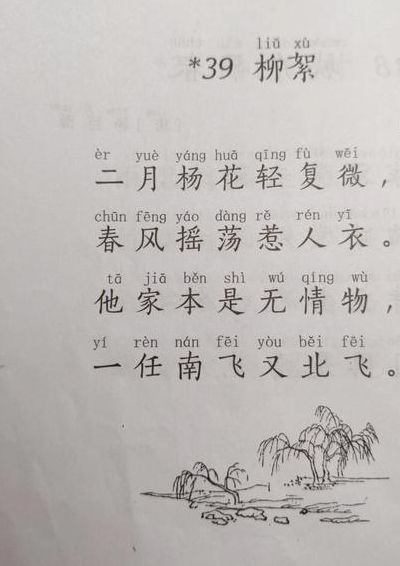 liǔ xù
*39 柳絮
èr yuè yáng huā qīng fù wēi
二月杨花轻复微，
chūn fēng yáo dàng rě rén yī
春风摇荡惹人衣。
tā jiā běn shì wú qíng wù
他家本是无情物，
yí rèn nán fēi yòu běi fēi
一任南飞又北飞。